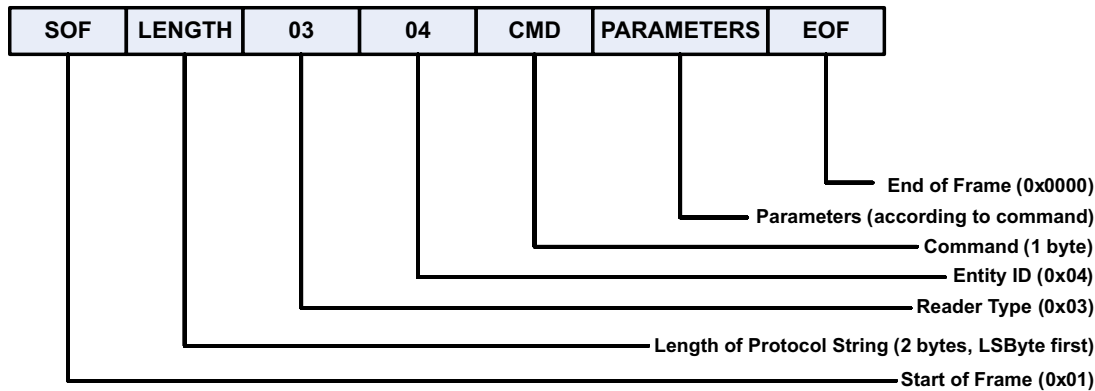 SOF LENGTH 03 04 CMD PARAMETERS EOF
End of Frame (0x0000)
Parameters (according to command)
Command (1 byte)
Entity ID (0x04)
Reader Type (0x03)
Length of Protocol String (2 bytes, LSByte first)
Start of Frame (0x01)